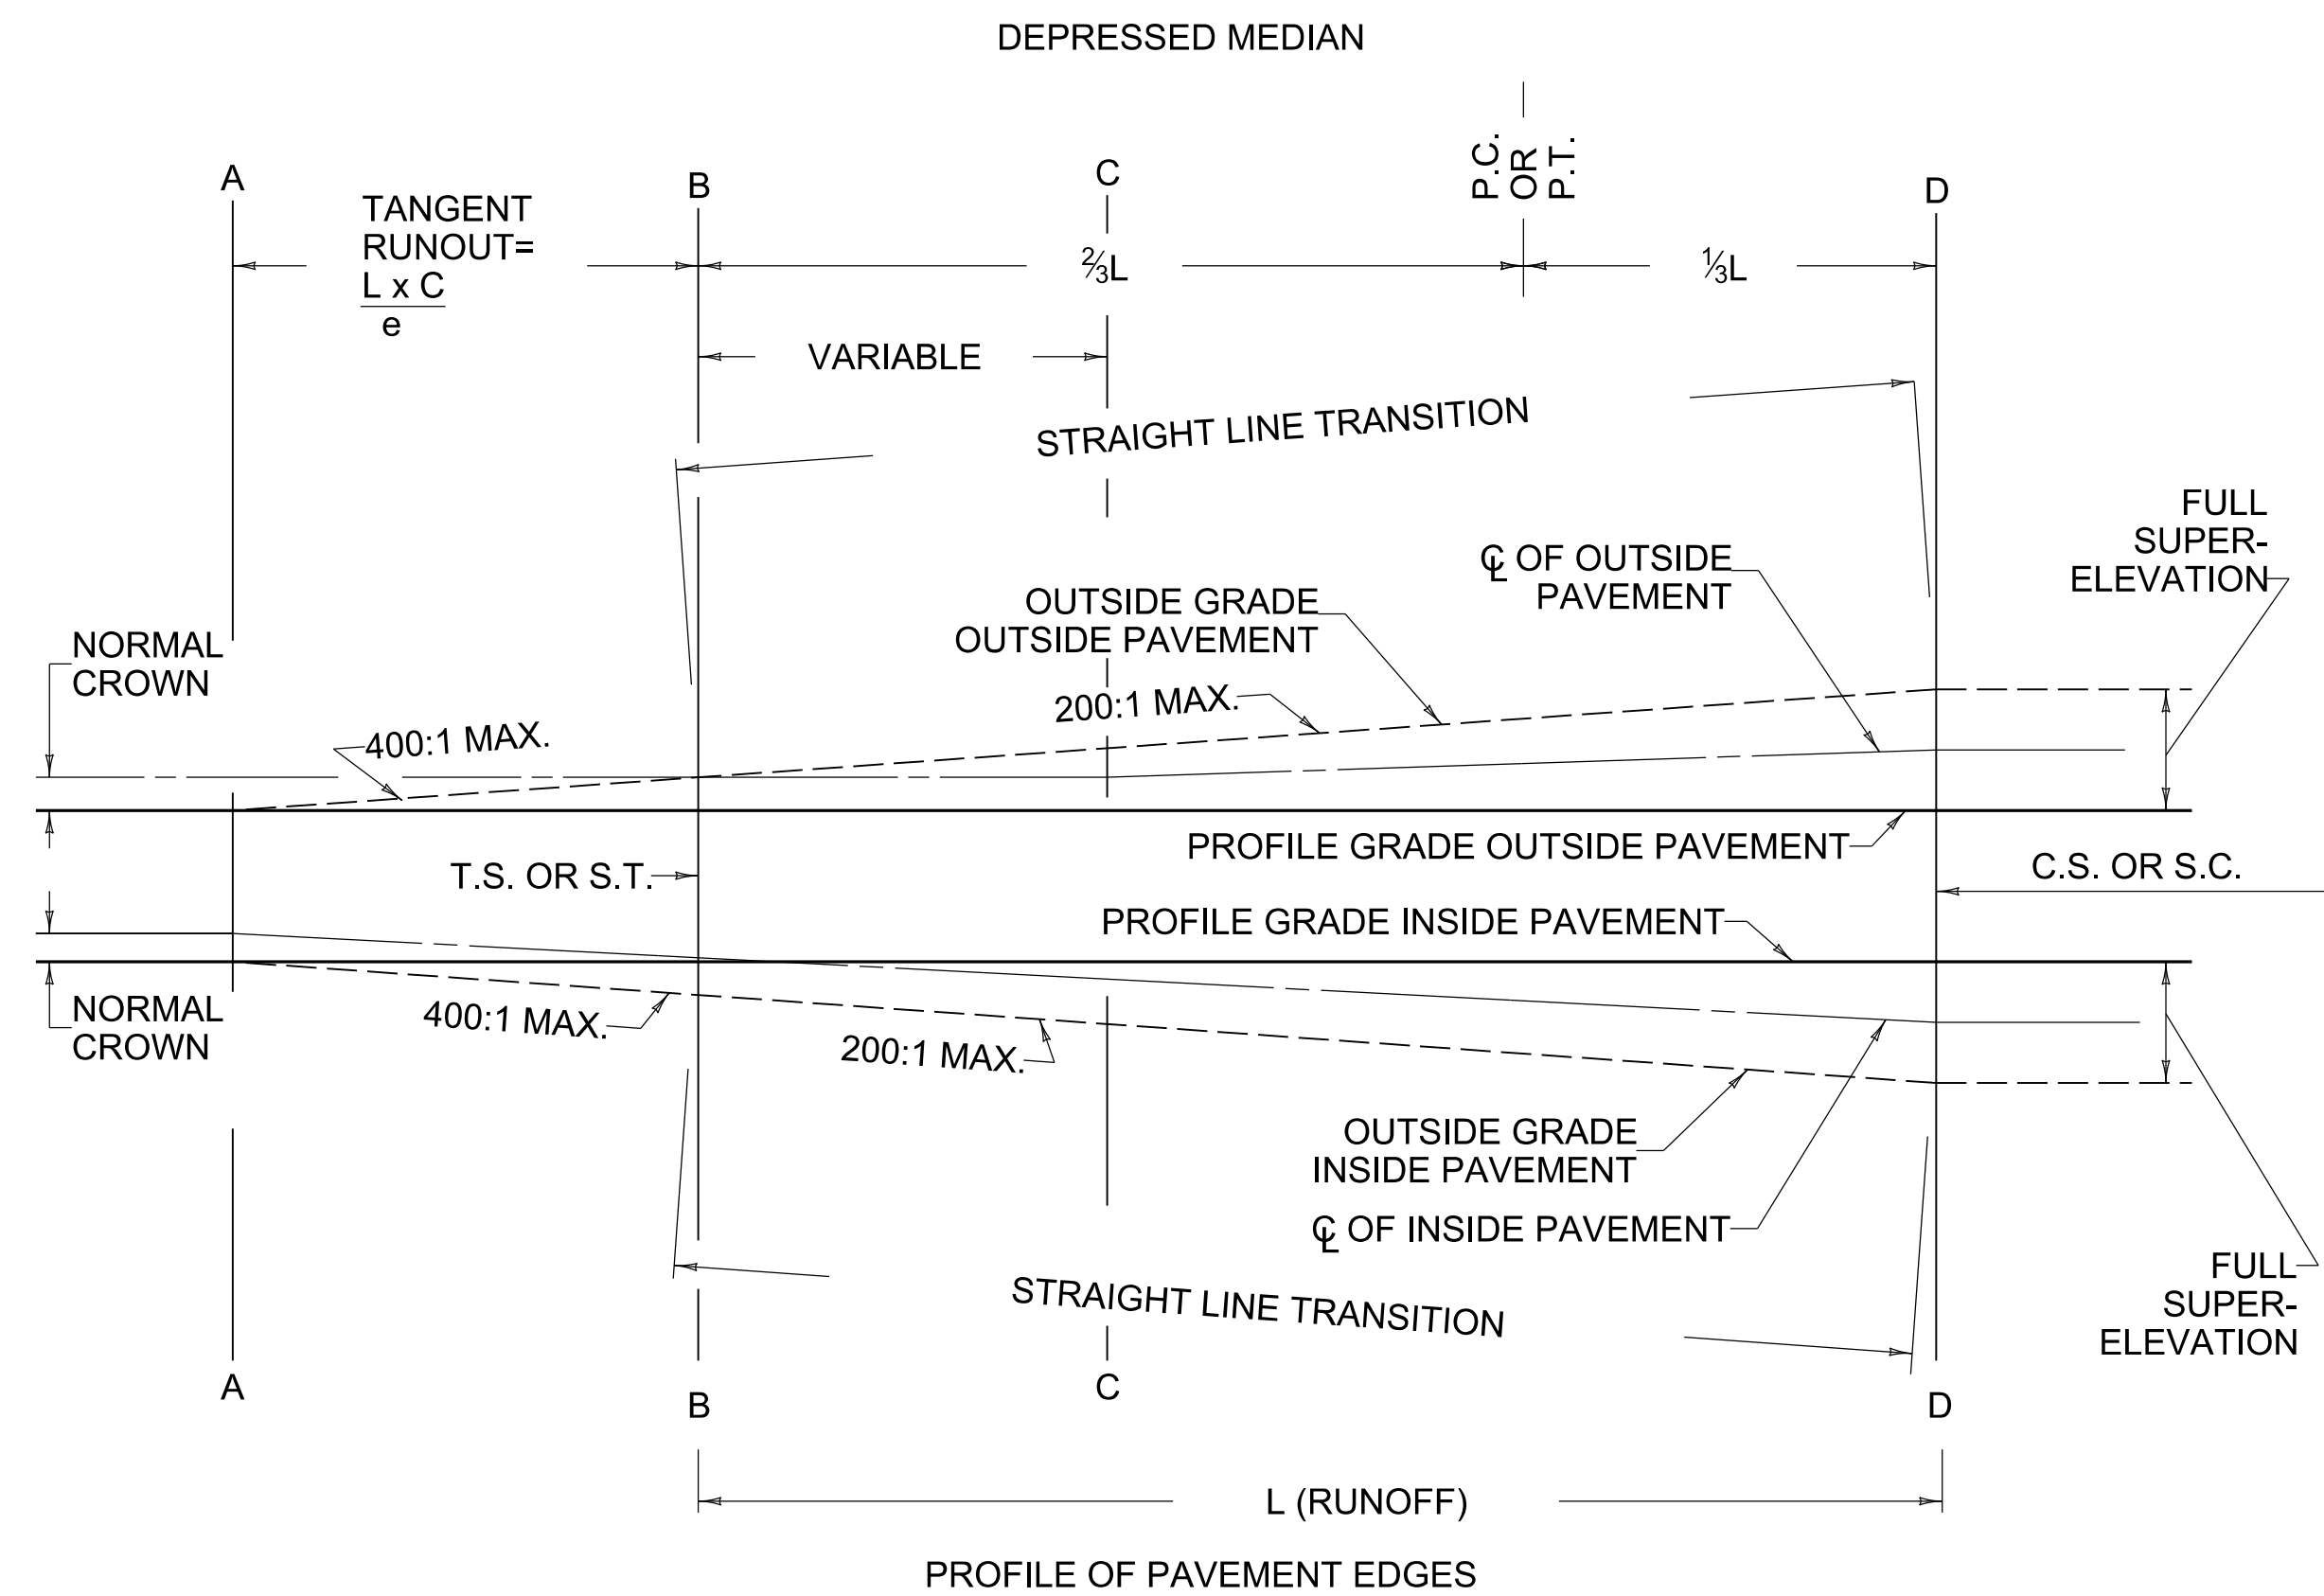 DEPRESSED MEDIAN
P.C.
OR
P.T.
A
B
C
D
TANGENT
RUNOUT=
L x C
e
⅔L
⅓L
VARIABLE
STRAIGHT LINE TRANSITION
FULL
SUPER-
ELEVATION
℄ OF OUTSIDE
PAVEMENT
OUTSIDE GRADE
OUTSIDE PAVEMENT
NORMAL
CROWN
200:1 MAX.
400:1 MAX.
PROFILE GRADE OUTSIDE PAVEMENT
T.S. OR S.T.
C.S. OR S.C.
PROFILE GRADE INSIDE PAVEMENT
NORMAL
CROWN
400:1 MAX.
200:1 MAX.
OUTSIDE GRADE
INSIDE PAVEMENT
℄ OF INSIDE PAVEMENT
FULL
SUPER-
ELEVATION
STRAIGHT LINE TRANSITION
A
B
C
D
L (RUNOFF)
PROFILE OF PAVEMENT EDGES